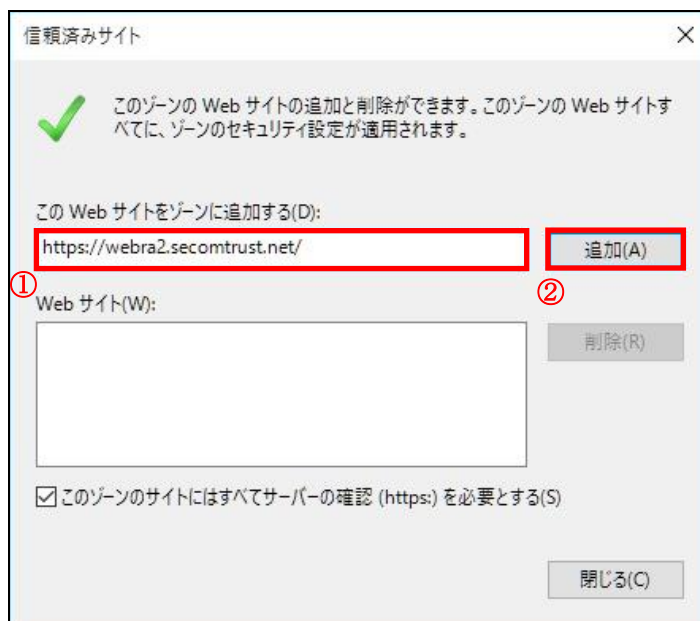 信頼済みサイト
このゾーンの Web サイトの追加と削除ができます。このゾーンの Web サイトす
べてに、ゾーンのセキュリティ設定が適用されます。
この Web サイトをゾーンに追加する(D):
https://webra2.secomtrust.net/
追加(A)
①
②
Web サイト(W):
削除(R)
このゾーンのサイトにはすべてサーバーの確認 (https:) を必要とする(S)
閉じる(C)